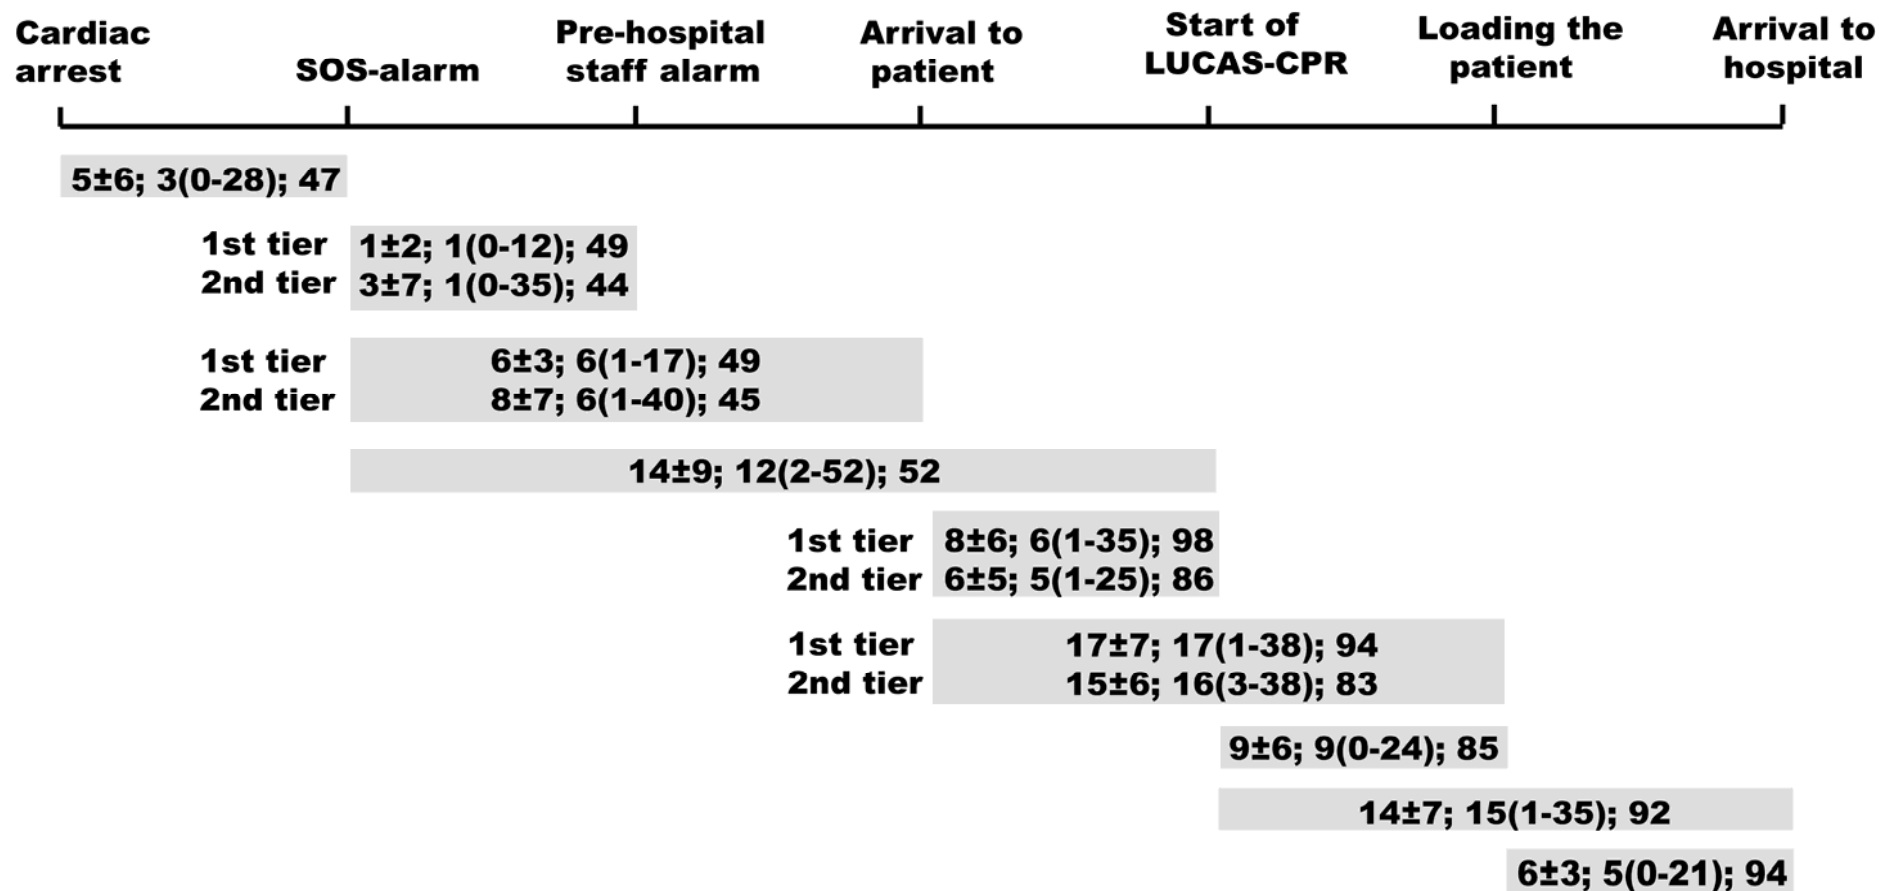 Cardiac
arrest
SOS-alarm
Pre-hospital
staff alarm
Arrival to
patient
Start of
LUCAS-CPR
Loading the
patient
Arrival to
hospital
5±6; 3(0-28); 47
1st tier 1±2; 1(0-12); 49
2nd tier 3±7; 1(0-35); 44
1st tier 6±3; 6(1-17); 49
2nd tier 8±7; 6(1-40); 45
14±9; 12(2-52); 52
1st tier 8±6; 6(1-35); 98
2nd tier 6±5; 5(1-25); 86
1st tier 17±7; 17(1-38); 94
2nd tier 15±6; 16(3-38); 83
9±6; 9(0-24); 85
14±7; 15(1-35); 92
6±3; 5(0-21); 94